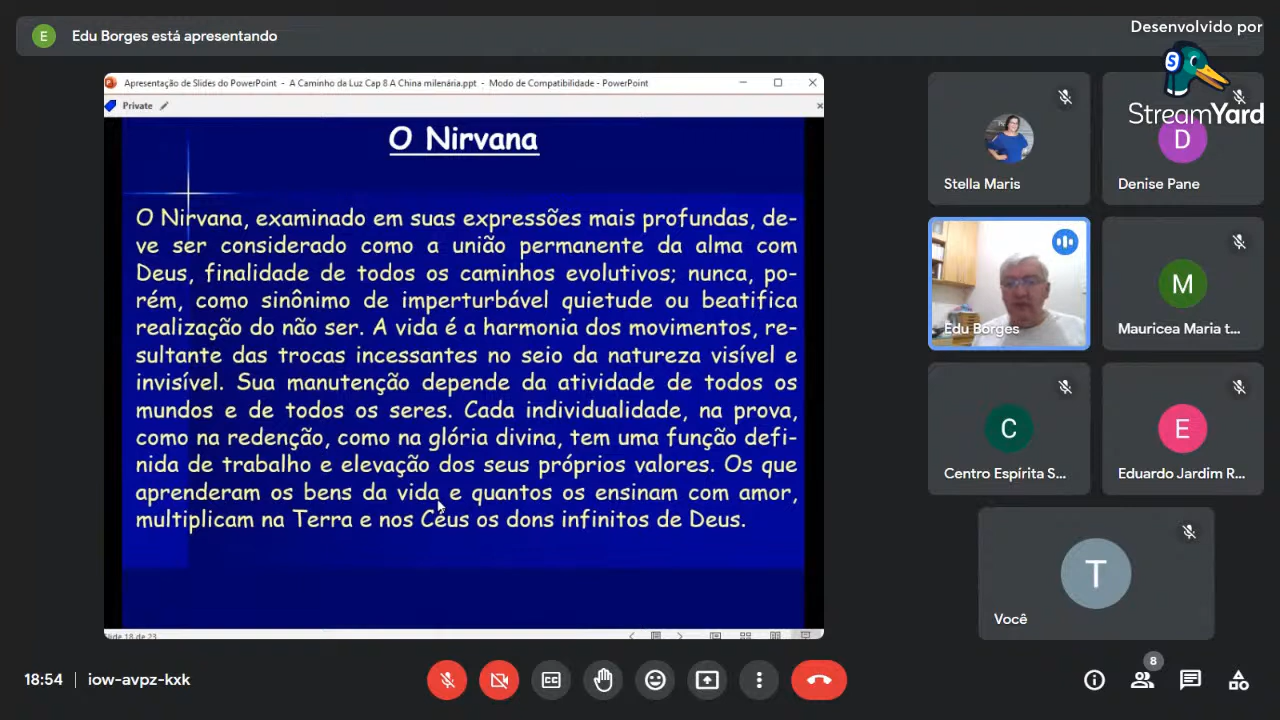 E Edu Borges está apresentando
Desenvolvido por
S
StreamYard
Apresentação de Slides do PowerPoint - A Caminho da Luz Cap 8 A China milenária.ppt - Modo de Compatibilidade - PowerPoint
Private
O Nirvana
O Nirvana, examinado em suas expressões mais profundas, de-
ve ser considerado como a união permanente da alma com
Deus, finalidade de todos os caminhos evolutivos; nunca, po-
rém, como sinônimo de imperturbável quietude ou beatifica
realização do não ser. A vida é a harmonia dos movimentos, re-
sultante das trocas incessantes no seio da natureza visível e
invisível. Sua manutenção depende da atividade de todos os
mundos e de todos os seres. Cada individualidade, na prova,
como na redenção, como na glória divina, tem uma função defi-
nida de trabalho e elevação dos seus próprios valores. Os que
aprenderam os bens da vida e quantos os ensinam com amor,
multiplicam na Terra e nos Céus os dons infinitos de Deus.
Slide 18 de 23
Stella Maris
D
Denise Pane
Edu Borges
M
Mauricea Maria t...
C
Centro Espírita S...
E
Eduardo Jardim R...
T
Você
18:54 | iow-avpz-kxk
CC
8